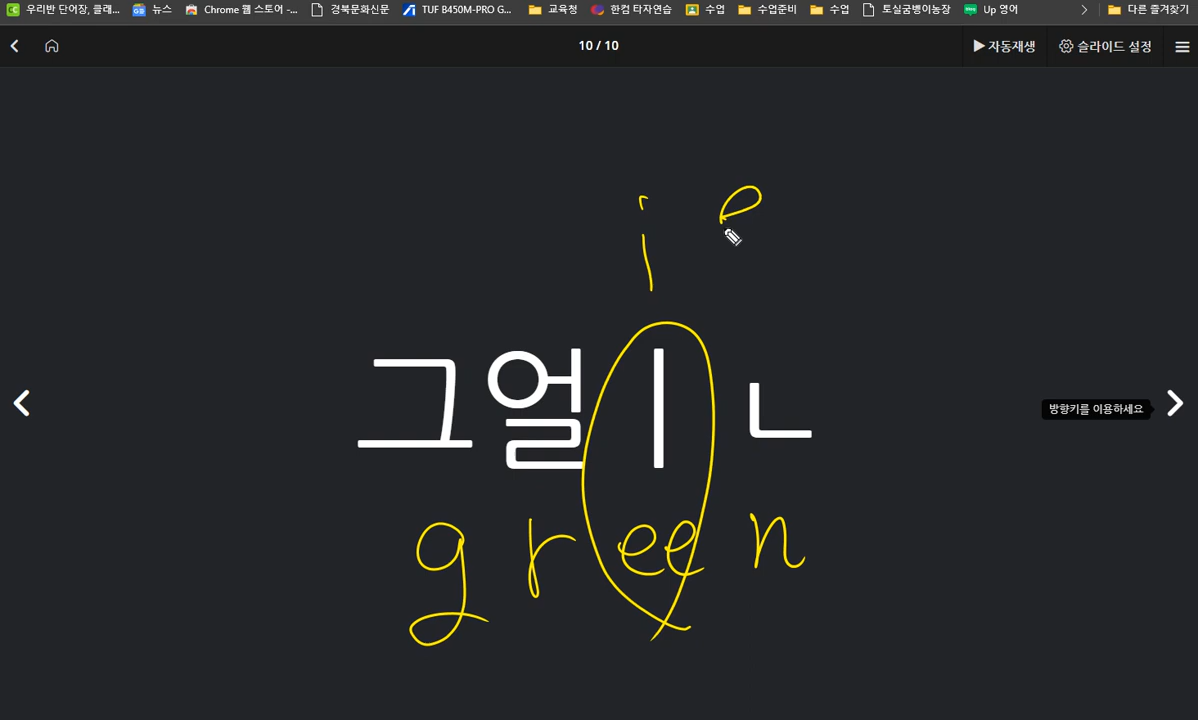 우리반 단어장, 클래... 뉴스 Chrome 웹 스토어 -... 경북문화신문 TUF B450M-PRO G... 교육청 한컴 타자연습 수업 수업준비 수업 토실굼벵이농장 Up 영어 다른 즐겨찾기
10 / 10 자동재생 슬라이드 설정
i e
그얼ㅣㄴ
방향키를 이용하세요
green